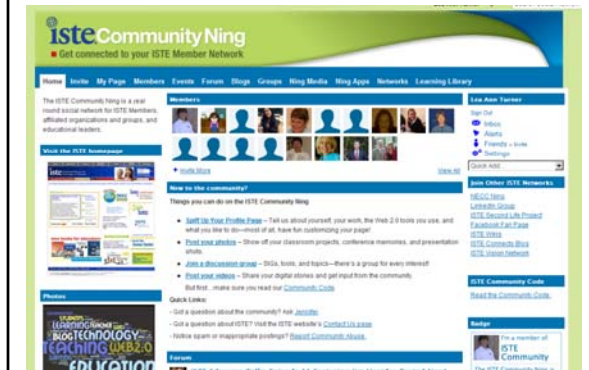 iste.Community Ning
Get connected to your ISTE Member Network
Home Invite My Page Members Events Forum Blogs Groups Ning Media Ning Apps Networks Learning Library
The ISTE Community Ning is a year
round social network for ISTE Members,
affiliated organizations and groups, and
educational leaders.
Visit the ISTE homepage
iste
Photos
STUDENTS
LEARNING TEACHER
BLOG TECHNOLOGY
TEACHING WEB2.0
EDUCATION
Members
Invite More
View All
New to the community?
Things you can do on the ISTE Community Ning
Spiff Up Your Profile Page – Tell us about yourself, your work, the Web 2.0 tools you use, and
what you like to do—most of all, have fun customizing your page!
Post your photos – Show off your classroom projects, conference memories, and presentation
shots.
Join a discussion group – SIGs, tools, and topics—there's a group for every interest!
Post your videos – Share your digital stories and get input from the community.
But first...make sure you read our Community Code.
Quick Links:
- Got a question about the community? Ask Jennifer.
- Got a question about ISTE? Visit the ISTE website's Contact Us page.
- Notice spam or inappropriate postings? Report Community Abuse.
Forum
Lea Ann Turner
Sign Out
Inbox
Alerts
Friends - Invite
Settings
Quick Add...
Join Other ISTE Networks
NECC Ning
LinkedIn Group
ISTE Second Life Project
Facebook Fan Page
ISTE Wikis
ISTE Connects Blog
ISTE Vision Network
ISTE Community Code
Read the Community Code.
Badge
I'm a member of:
ISTE
Community